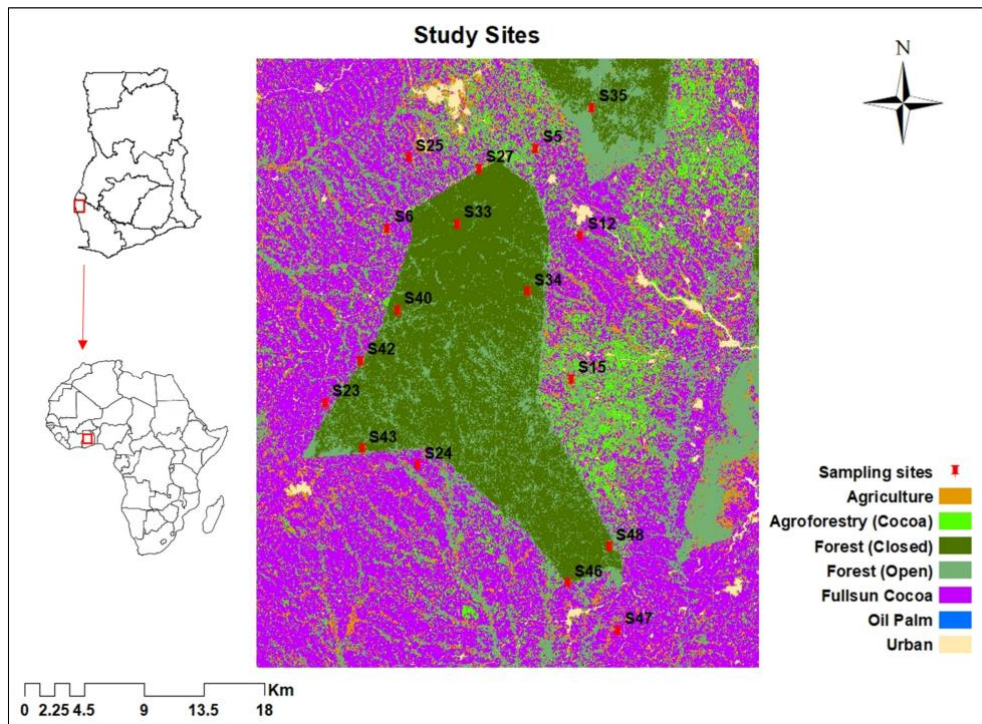 Study Sites
N
S35
S5
S25
S27
S6
S33
S12
S34
S40
S42
S15
S23
S43
S24
S48
S46
S47
Sampling sites
Agriculture
Agroforestry (Cocoa)
Forest (Closed)
Forest (Open)
Fullsun Cocoa
Oil Palm
Urban
Km
0 2.25 4.5 9 13.5 18